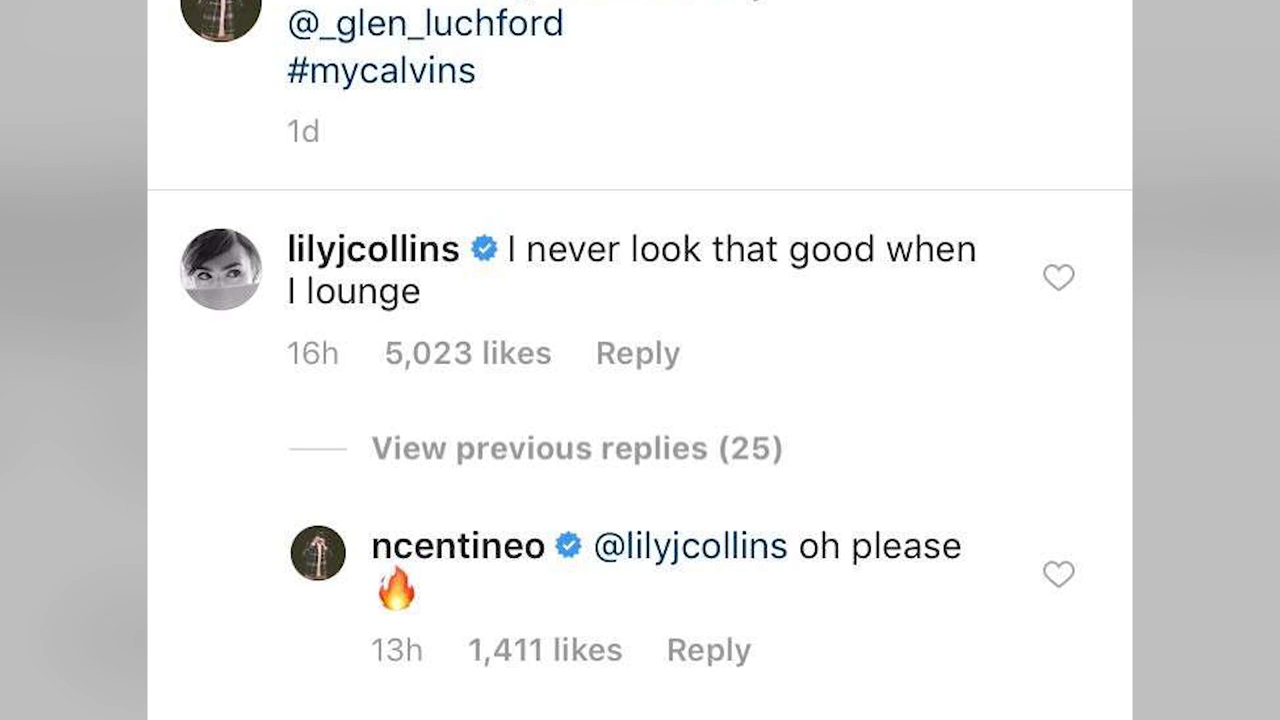 @_glen_luchford
#mycalvins
1d
lilyjcollins I never look that good when
I lounge
16h 5,023 likes Reply
View previous replies (25)
ncentineo @lilyjcollins oh please
🔥
13h 1,411 likes Reply